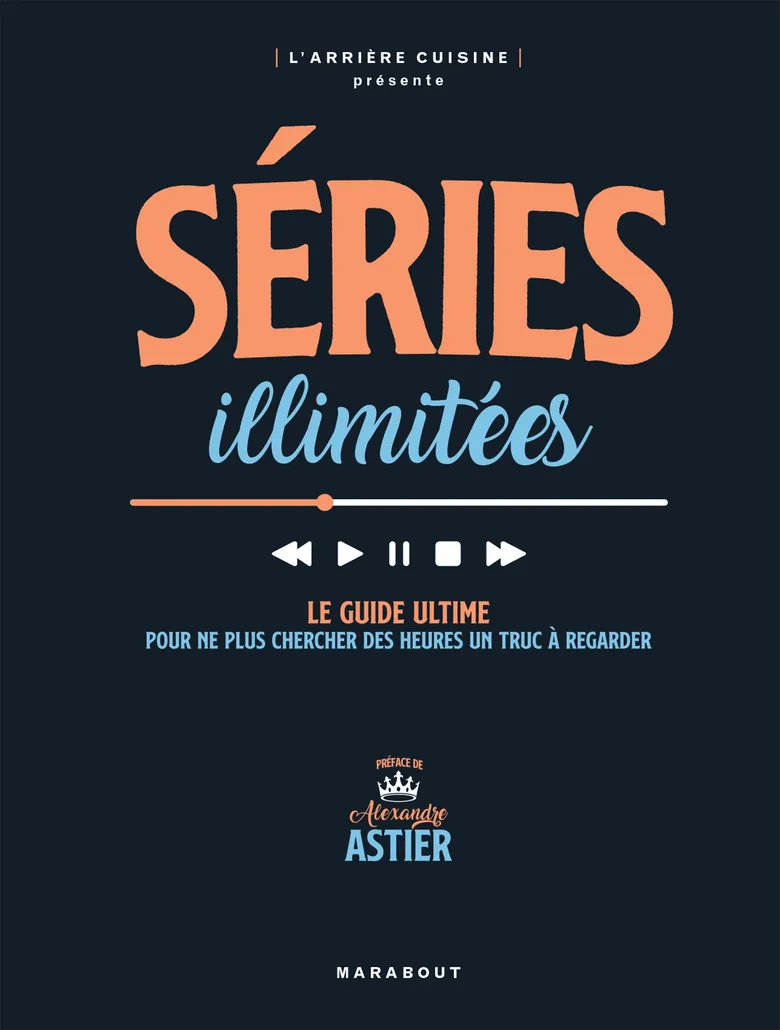 | L'ARRIÈRE CUISINE |
présente
SÉRIES
illimitées
LE GUIDE ULTIME
POUR NE PLUS CHERCHER DES HEURES UN TRUC À REGARDER
PRÉFACE DE
Alexandre
ASTIER
MARABOUT